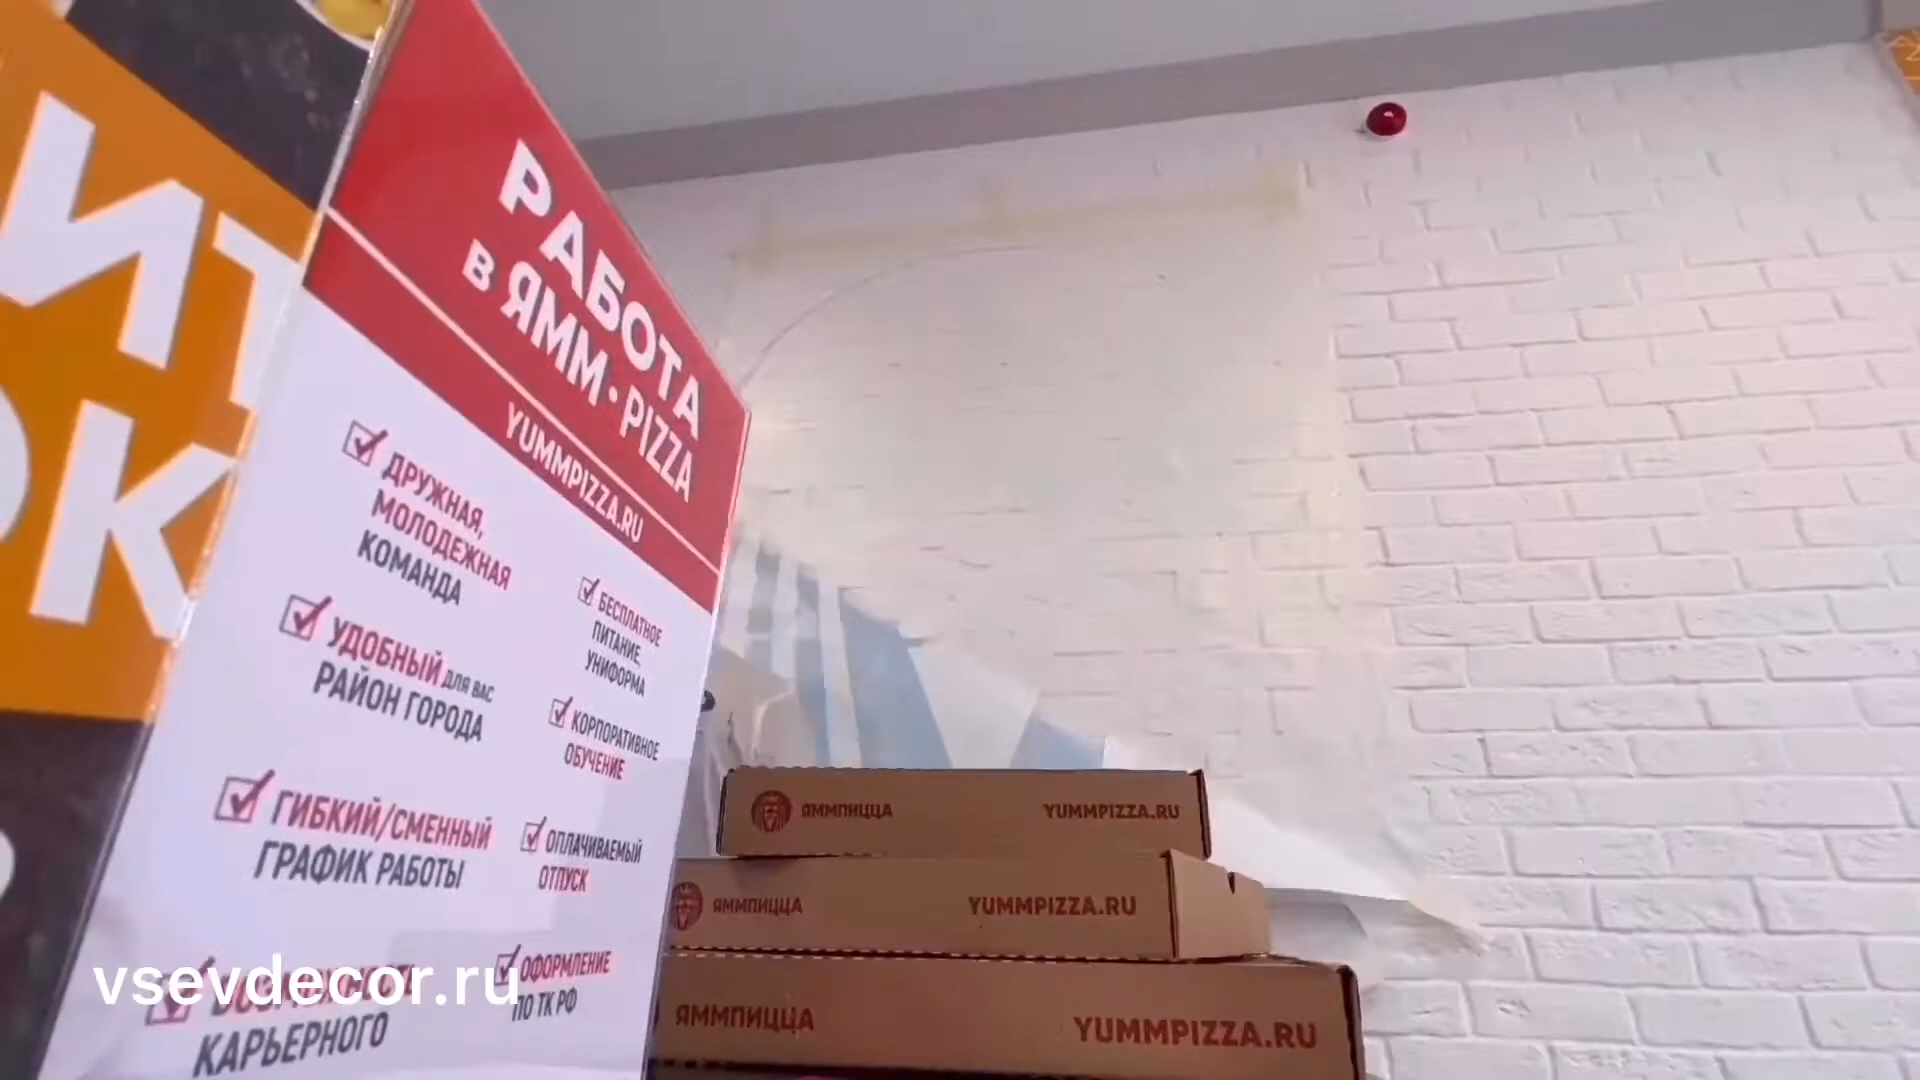 ИТ
ОК
РАБОТА
в ЯММ • PIZZA
YUMMPIZZA.RU
ДРУЖНАЯ,
МОЛОДЕЖНАЯ
КОМАНДА
УДОБНЫЙ ДЛЯ ВАС
РАЙОН ГОРОДА
ГИБКИЙ/СМЕННЫЙ
ГРАФИК РАБОТЫ
КАРЬЕРНОГО
БЕСПЛАТНОЕ
ПИТАНИЕ,
УНИФОРМА
КОРПОРАТИВНОЕ
ОБУЧЕНИЕ
ОПЛАЧИВАЕМЫЙ
ОТПУСК
ОФОРМЛЕНИЕ
ПО ТК РФ
ЯММПИЦЦА YUMMPIZZA.RU
ЯММПИЦЦА YUMMPIZZA.RU
ЯММПИЦЦА YUMMPIZZA.RU
vsevdecor.ru